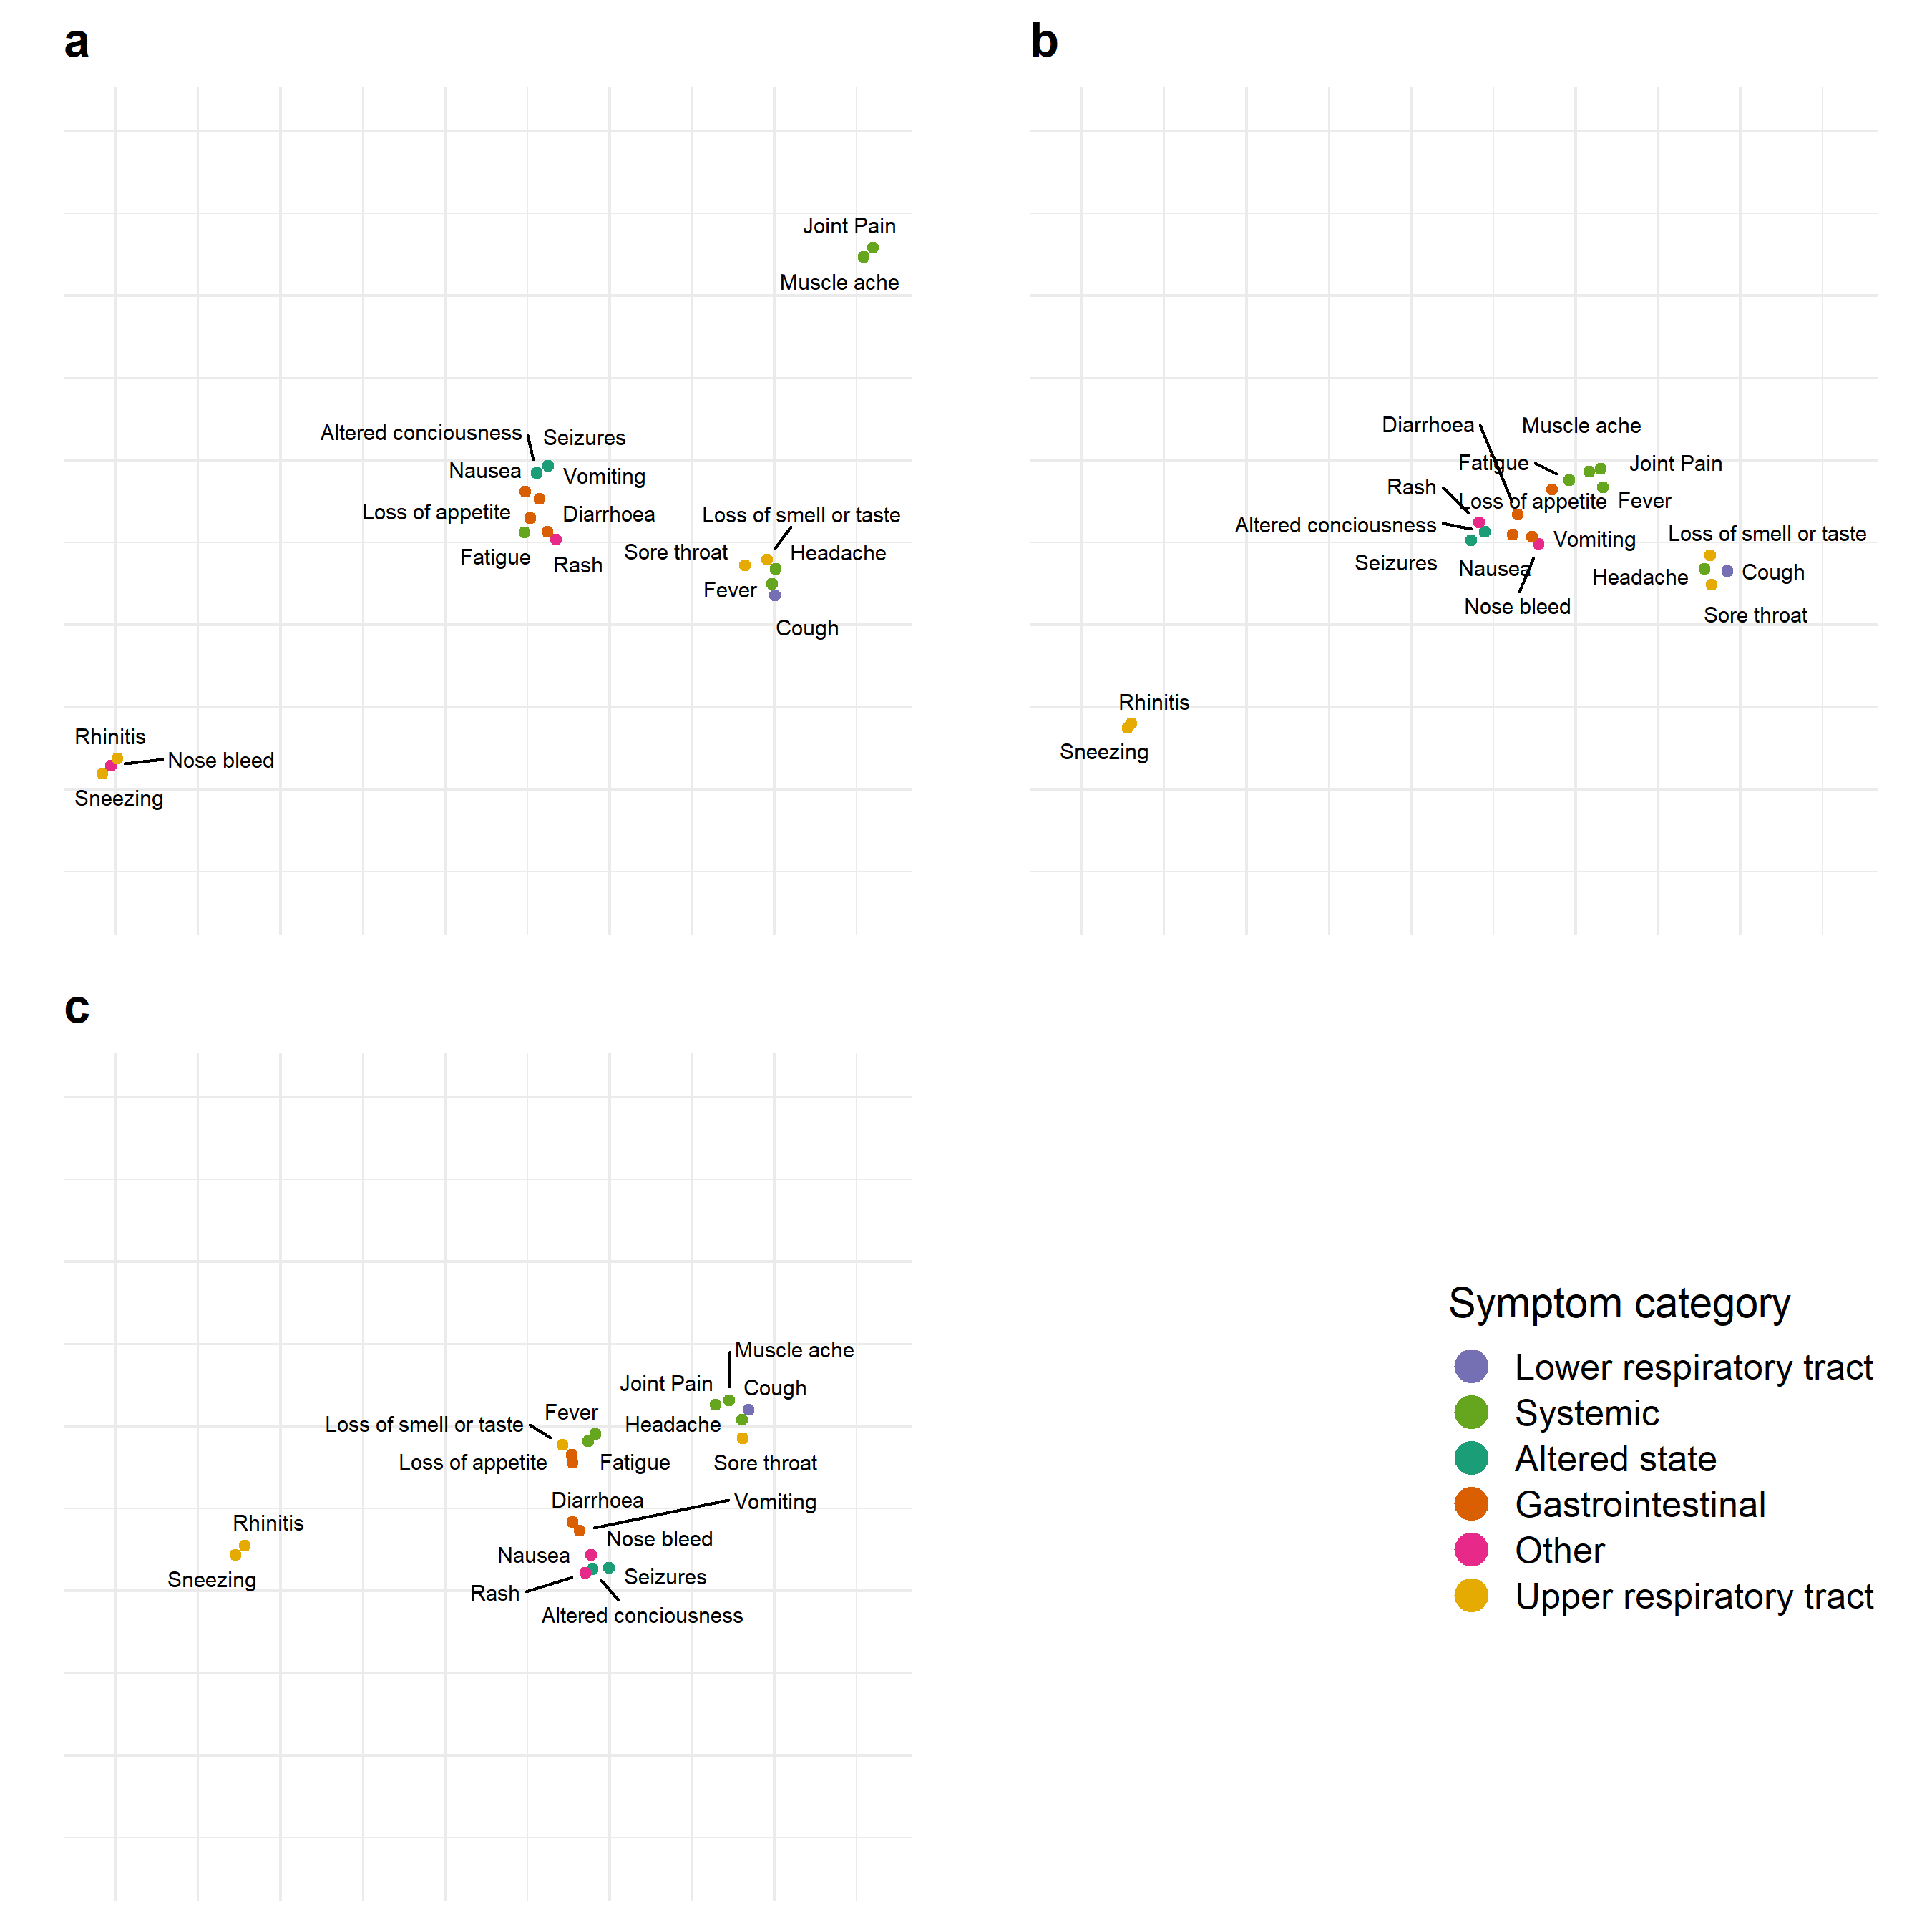 a
Joint Pain
Muscle ache
Altered conciousness
Seizures
Nausea
Vomiting
Loss of appetite
Diarrhoea
Loss of smell or taste
Fatigue
Rash
Sore throat
Headache
Fever
Cough
Rhinitis
Nose bleed
Sneezing
b
Diarrhoea
Muscle ache
Fatigue
Joint Pain
Rash
Loss of appetite
Fever
Altered conciousness
Vomiting
Loss of smell or taste
Seizures
Nausea
Headache
Cough
Nose bleed
Sore throat
Rhinitis
Sneezing
c
Muscle ache
Joint Pain
Cough
Fever
Loss of smell or taste
Headache
Loss of appetite
Fatigue
Sore throat
Diarrhoea
Vomiting
Rhinitis
Nose bleed
Nausea
Sneezing
Seizures
Rash
Altered conciousness
Symptom category
Lower respiratory tract
Systemic
Altered state
Gastrointestinal
Other
Upper respiratory tract